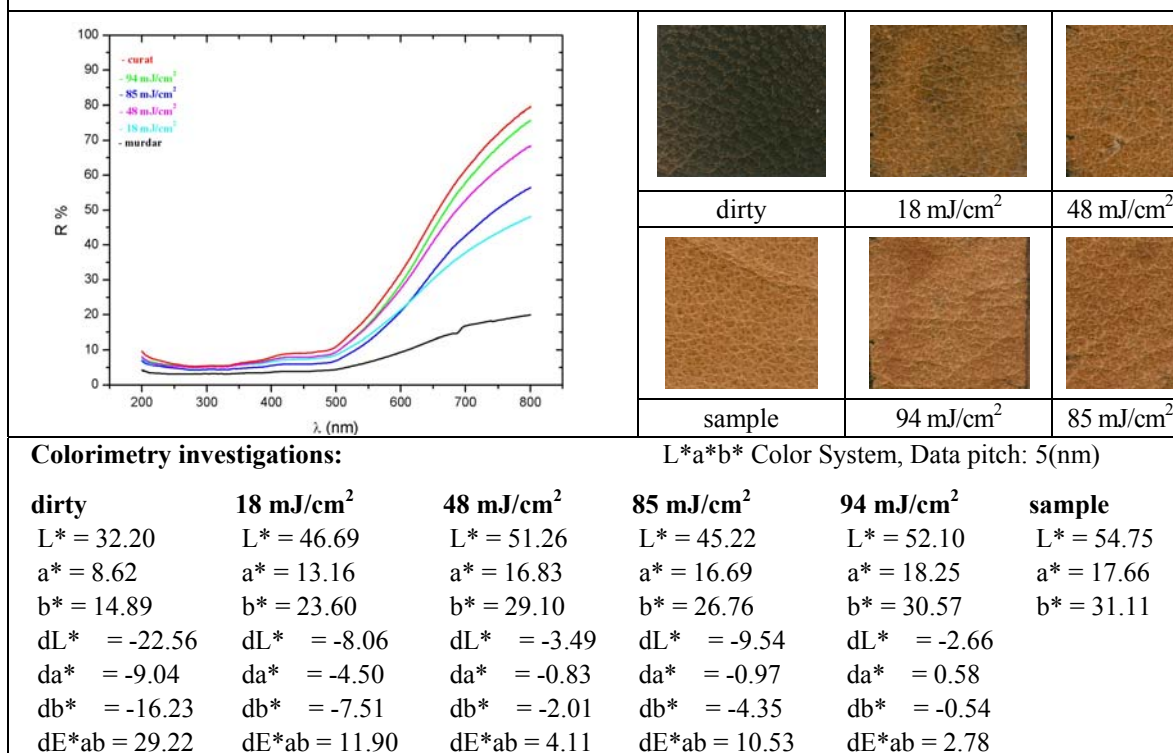 100
90
80
70
60
50
40
30
20
10
0
R %
- curat
- 94 mJ/cm²
- 85 mJ/cm²
- 48 mJ/cm²
- 18 mJ/cm²
- murdar
200 300 400 500 600 700 800
λ (nm)
dirty 18 mJ/cm² 48 mJ/cm²
sample 94 mJ/cm² 85 mJ/cm²
Colorimetry investigations: L*a*b* Color System, Data pitch: 5(nm)
dirty 18 mJ/cm² 48 mJ/cm² 85 mJ/cm² 94 mJ/cm² sample
L* = 32.20 L* = 46.69 L* = 51.26 L* = 45.22 L* = 52.10 L* = 54.75
a* = 8.62 a* = 13.16 a* = 16.83 a* = 16.69 a* = 18.25 a* = 17.66
b* = 14.89 b* = 23.60 b* = 29.10 b* = 26.76 b* = 30.57 b* = 31.11
dL* = -22.56 dL* = -8.06 dL* = -3.49 dL* = -9.54 dL* = -2.66
da* = -9.04 da* = -4.50 da* = -0.83 da* = -0.97 da* = 0.58
db* = -16.23 db* = -7.51 db* = -2.01 db* = -4.35 db* = -0.54
dE*ab = 29.22 dE*ab = 11.90 dE*ab = 4.11 dE*ab = 10.53 dE*ab = 2.78